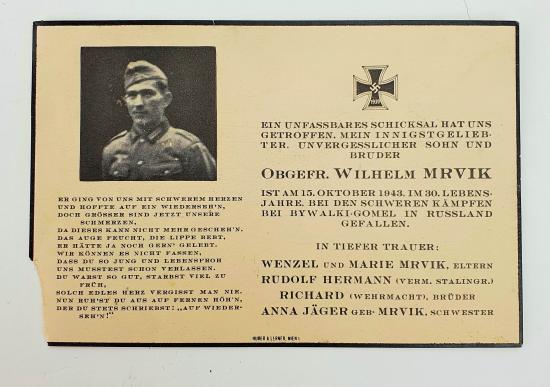 ER GING VON UNS MIT SCHWEREM HERZEN
UND HOFFTE AUF EIN WIEDERSEH'N,
DOCH GRÖSSER SIND JETZT UNSERE
SCHMERZEN,
DA DIESES KANN NICHT MEHR GESCHEH'N.
DAS AUGE FEUCHT, DIE LIPPE BEBT,
ER HÄTTE JA NOCH GERN' GELEBT.
WIR KÖNNEN ES NICHT FASSEN,
DASS DU SO JUNG UND LEBENSFROH
UNS MUSSTEST SCHON VERLASSEN.
DU WARST SO GUT, STARBST VIEL ZU
FRÜH,
SOLCH EDLES HERZ VERGISST MAN NIE.
NUN RUH'ST DU AUS AUF FERNEN HÖH'N,
DER DU STETS SCHRIEBST: „AUF WIEDER-
SEH'N!"
1939
EIN UNFASSBARES SCHICKSAL HAT UNS
GETROFFEN. MEIN INNIGSTGELIEB-
TER, UNVERGESSLICHER SOHN UND
BRUDER
OBGEFR. WILHELM MRVIK
IST AM 15. OKTOBER 1943, IM 30. LEBENS-
JAHRE, BEI DEN SCHWEREN KÄMPFEN
BEI BYWALKI-GOMEL IN RUSSLAND
GEFALLEN.
IN TIEFER TRAUER:
WENZEL UND MARIE MRVIK, ELTERN
RUDOLF HERMANN (VERM. STALINGR.)
RICHARD (WEHRMACHT), BRÜDER
ANNA JÄGER GEB. MRVIK, SCHWESTER
HUBER & LERNER, WIEN I.